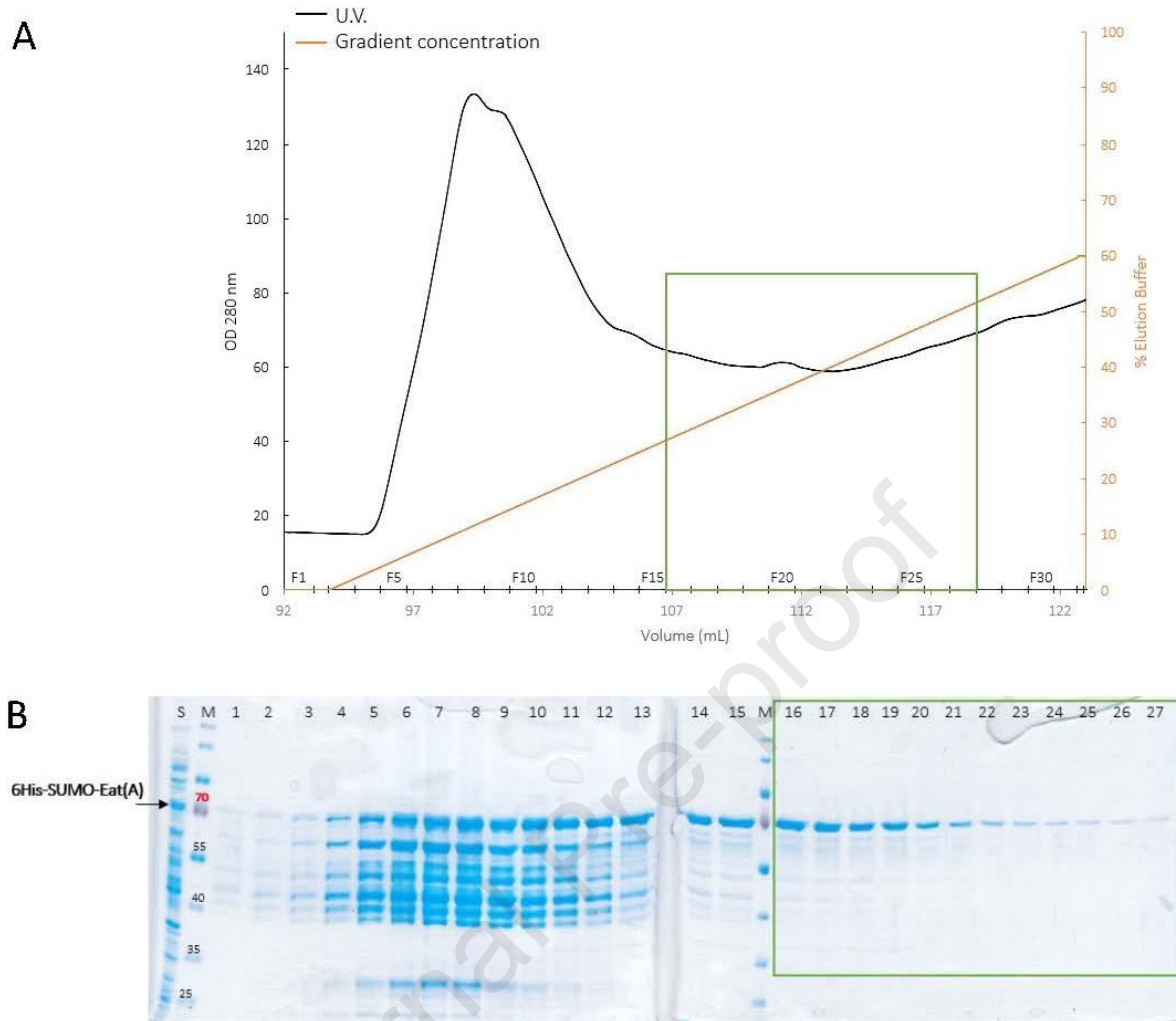 A
U.V.
Gradient concentration
140
120
100
80
60
40
20
0
OD 280 nm
100
90
80
70
60
50
40
30
20
10
0
% Elution Buffer
F1 F5 F10 F15 F20 F25 F30
92 97 102 107 112 117 122
Volume (mL)
B
S M 1 2 3 4 5 6 7 8 9 10 11 12 13 14 15 M 16 17 18 19 20 21 22 23 24 25 26 27
6His-SUMO-Eat(A)
70
55
40
35
25
rnal Pre-proof